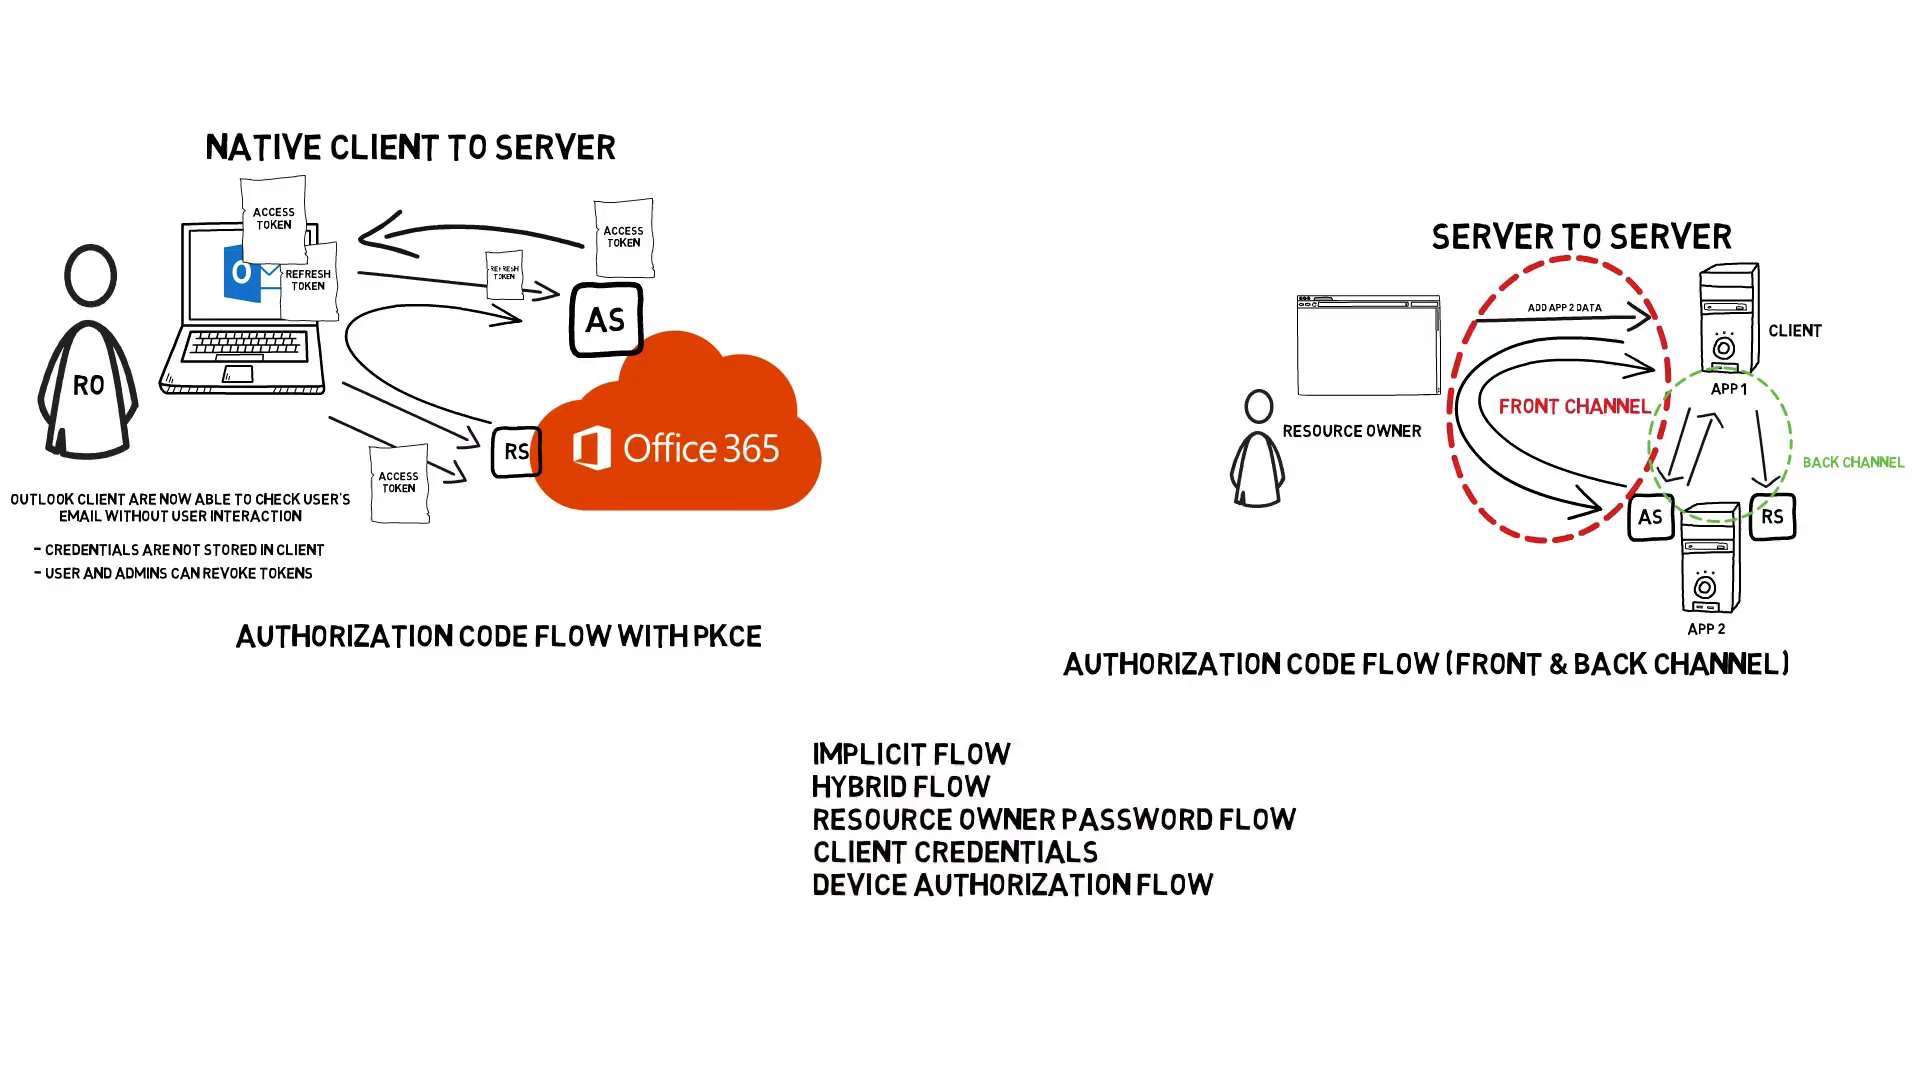 NATIVE CLIENT TO SERVER
ACCESS
TOKEN
REFRESH
TOKEN
O
RO
REFRESH
TOKEN
ACCESS
TOKEN
AS
RS
Office 365
ACCESS
TOKEN
OUTLOOK CLIENT ARE NOW ABLE TO CHECK USER'S
EMAIL WITHOUT USER INTERACTION
- CREDENTIALS ARE NOT STORED IN CLIENT
- USER AND ADMINS CAN REVOKE TOKENS
AUTHORIZATION CODE FLOW WITH PKCE
SERVER TO SERVER
ADD APP 2 DATA
CLIENT
APP 1
FRONT CHANNEL
RESOURCE OWNER
BACK CHANNEL
AS
RS
APP 2
AUTHORIZATION CODE FLOW (FRONT & BACK CHANNEL)
IMPLICIT FLOW
HYBRID FLOW
RESOURCE OWNER PASSWORD FLOW
CLIENT CREDENTIALS
DEVICE AUTHORIZATION FLOW